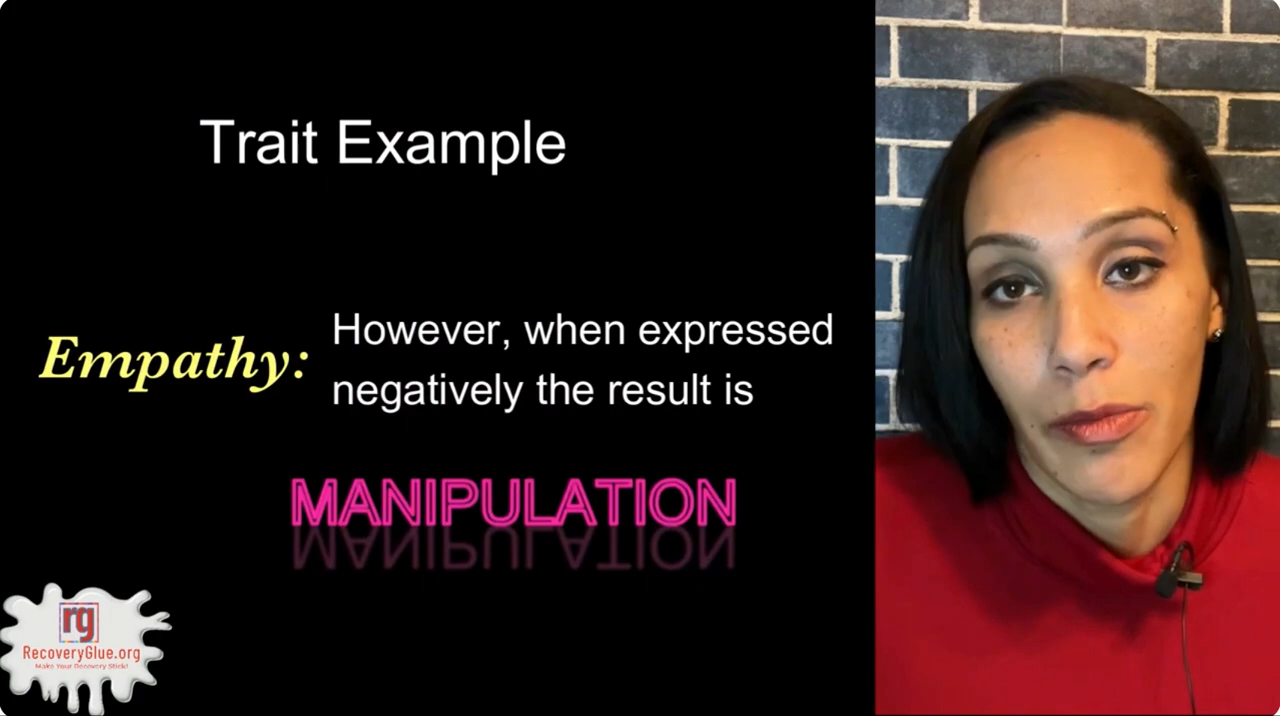 Trait Example
Empathy:
However, when expressed
negatively the result is
MANIPULATION
rg
RecoveryGlue.org
Make Your Recovery Stick!